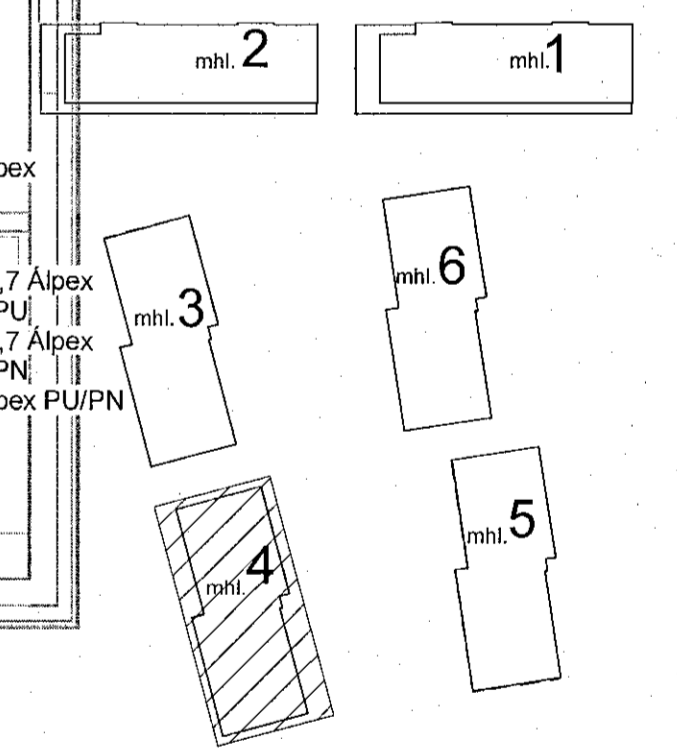 mhl. 2
mhl. 1
pex
mhl. 6
,7 Álpex
PU
mhl. 3
,7 Álpex
PN
pex PU/PN
mhl. 5
mhl. 4